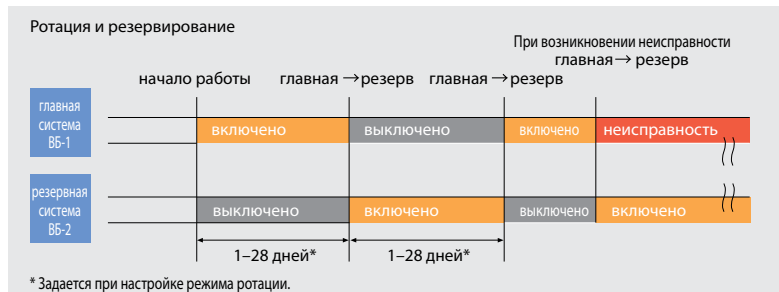 Ротация и резервирование
При возникновении неисправности
главная→ резерв
начало работы главная →резерв главная →резерв
главная
система
ВБ-1
включено выключено включено неисправность
резервная
система
ВБ-2
выключено включено выключено включено
1–28 дней* 1–28 дней*
* Задается при настройке режима ротации.